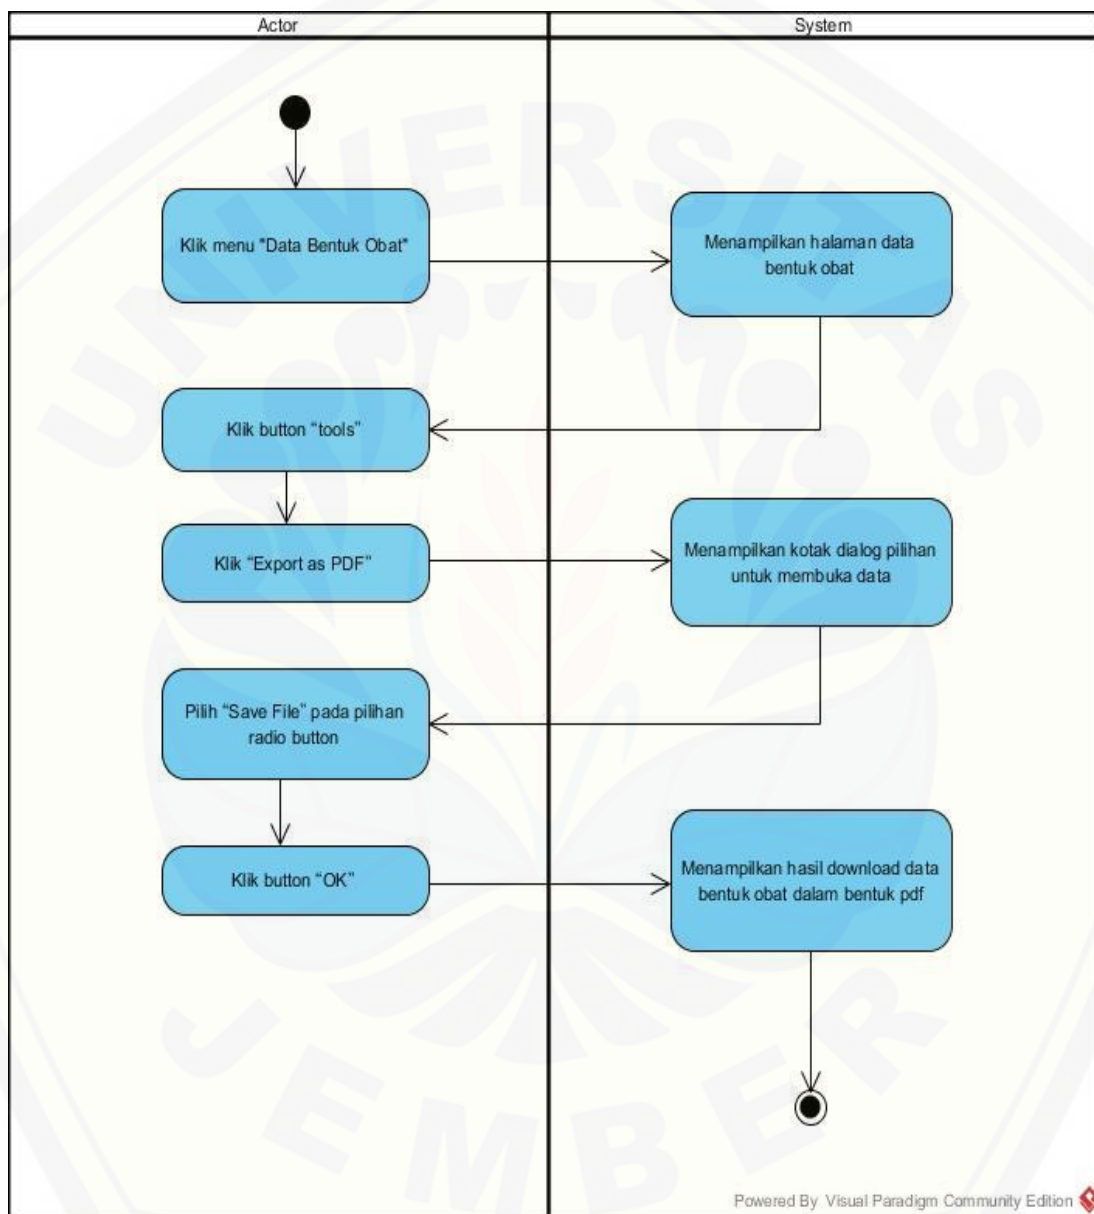 Actor
System
Klik menu "Data Bentuk Obat"
Menampilkan halaman data
bentuk obat
Klik button “tools”
Klik “Export as PDF”
Menampilkan kotak dialog pilihan
untuk membuka data
Pilih “Save File” pada pilihan
radio button
Klik button “OK”
Menampilkan hasil download data
bentuk obat dalam bentuk pdf
UNIVERSITAS
JEMBER
Powered By Visual Paradigm Community Edition